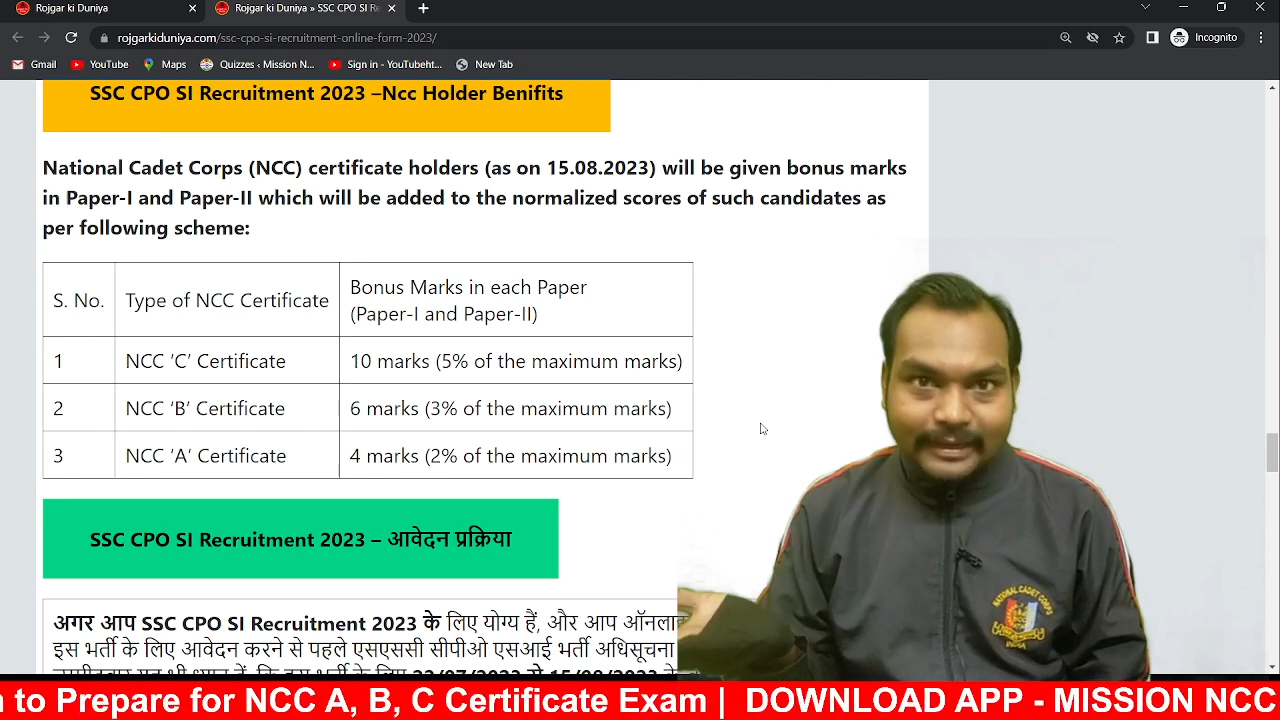 Rojgar ki Duniya
Rojgar ki Duniya » SSC CPO SI Re
rojgarkiduniya.com/ssc-cpo-si-recruitment-online-form-2023/
Incognito
Gmail YouTube Maps Quizzes ‹ Mission N... Sign in - YouTubeht... New Tab
SSC CPO SI Recruitment 2023 –Ncc Holder Benifits
National Cadet Corps (NCC) certificate holders (as on 15.08.2023) will be given bonus marks
in Paper-I and Paper-II which will be added to the normalized scores of such candidates as
per following scheme:
S. No. Type of NCC Certificate Bonus Marks in each Paper
(Paper-I and Paper-II)
1 NCC ‘C’ Certificate 10 marks (5% of the maximum marks)
2 NCC ‘B’ Certificate 6 marks (3% of the maximum marks)
3 NCC ‘A’ Certificate 4 marks (2% of the maximum marks)
SSC CPO SI Recruitment 2023 – आवेदन प्रक्रिया
अगर आप SSC CPO SI Recruitment 2023 के लिए योग्य हैं, और आप
इस भर्ती के लिए आवेदन करने से पहले एसएससी सीपीओ एसआई भर्ती अधिसूचना
NATIONAL CADET CORPS
INDIA
n to Prepare for NCC A, B, C Certificate Exam | DOWNLOAD APP - MISSION NCC